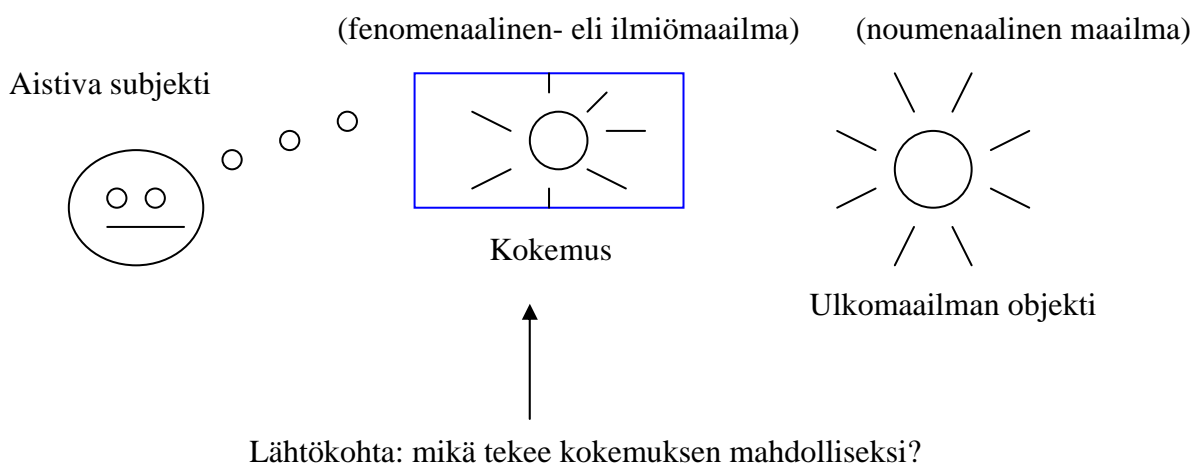 (fenomenaalinen- eli ilmiömaailma)
(noumenaalinen maailma)
Aistiva subjekti
Kokemus
Ulkomaailman objekti
Lähtökohta: mikä tekee kokemuksen mahdolliseksi?